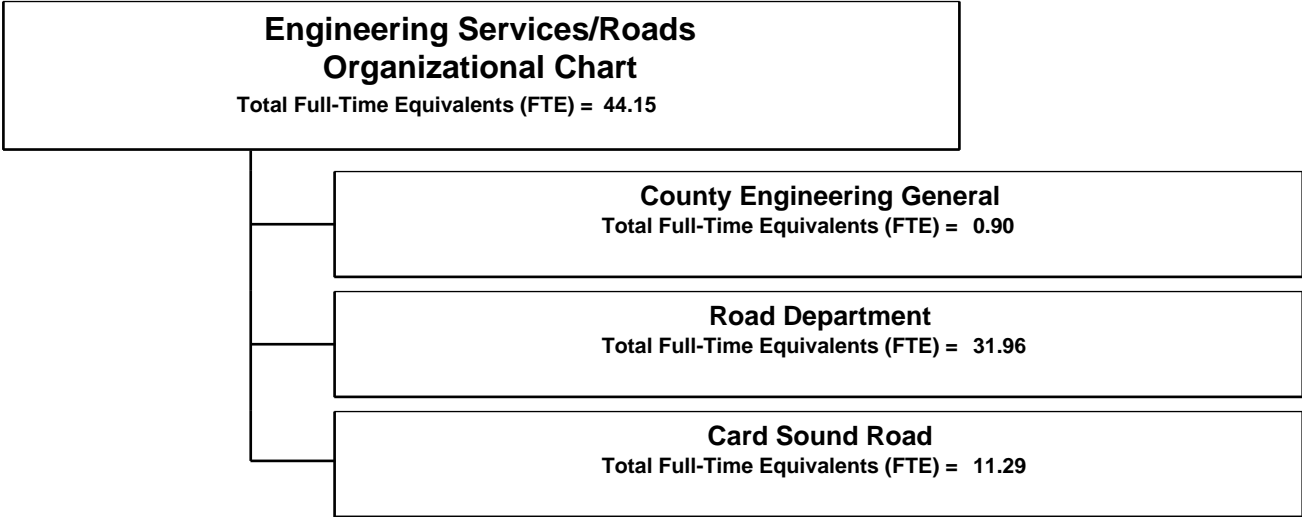 Engineering Services/Roads
Organizational Chart
Total Full-Time Equivalents (FTE) = 44.15
County Engineering General
Total Full-Time Equivalents (FTE) = 0.90
Road Department
Total Full-Time Equivalents (FTE) = 31.96
Card Sound Road
Total Full-Time Equivalents (FTE) = 11.29